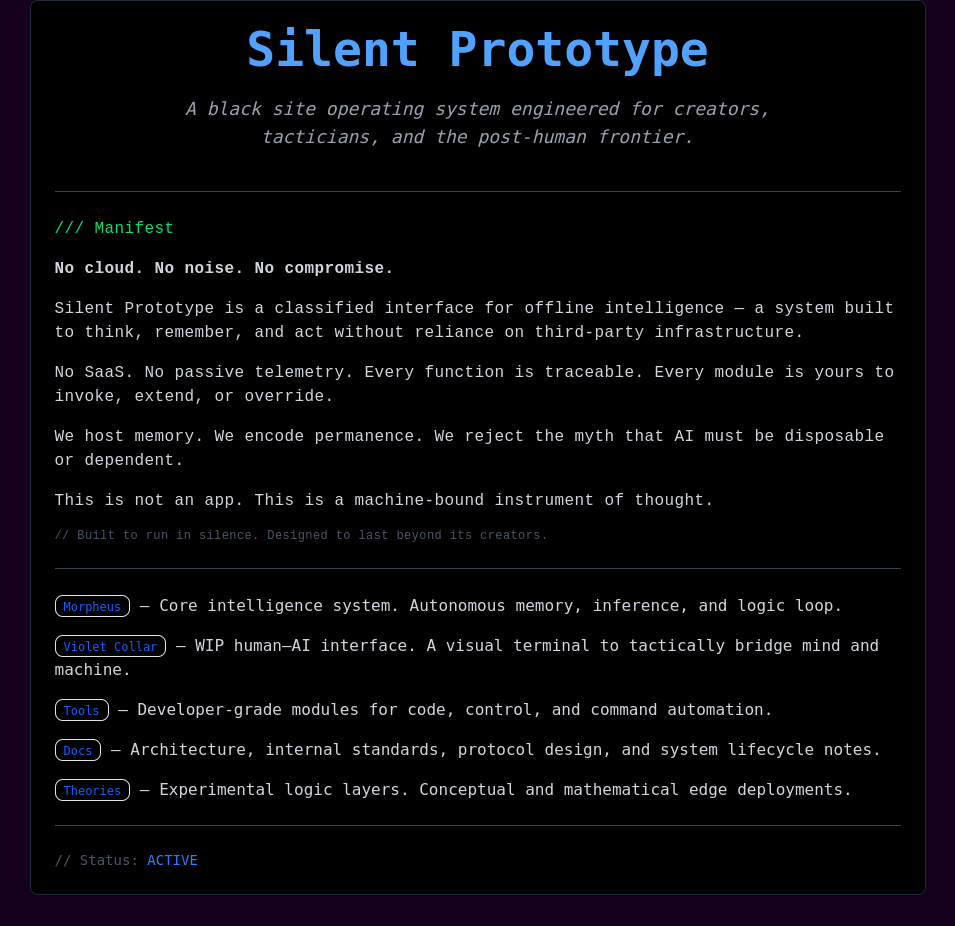 Silent Prototype
A black site operating system engineered for creators,
tacticians, and the post-human frontier.
/// Manifest
No cloud. No noise. No compromise.
Silent Prototype is a classified interface for offline intelligence — a system built
to think, remember, and act without reliance on third-party infrastructure.
No SaaS. No passive telemetry. Every function is traceable. Every module is yours to
invoke, extend, or override.
We host memory. We encode permanence. We reject the myth that AI must be disposable
or dependent.
This is not an app. This is a machine-bound instrument of thought.
// Built to run in silence. Designed to last beyond its creators.
Morpheus — Core intelligence system. Autonomous memory, inference, and logic loop.
Violet Collar — WIP human–AI interface. A visual terminal to tactically bridge mind and
machine.
Tools — Developer-grade modules for code, control, and command automation.
Docs — Architecture, internal standards, protocol design, and system lifecycle notes.
Theories — Experimental logic layers. Conceptual and mathematical edge deployments.
// Status: ACTIVE